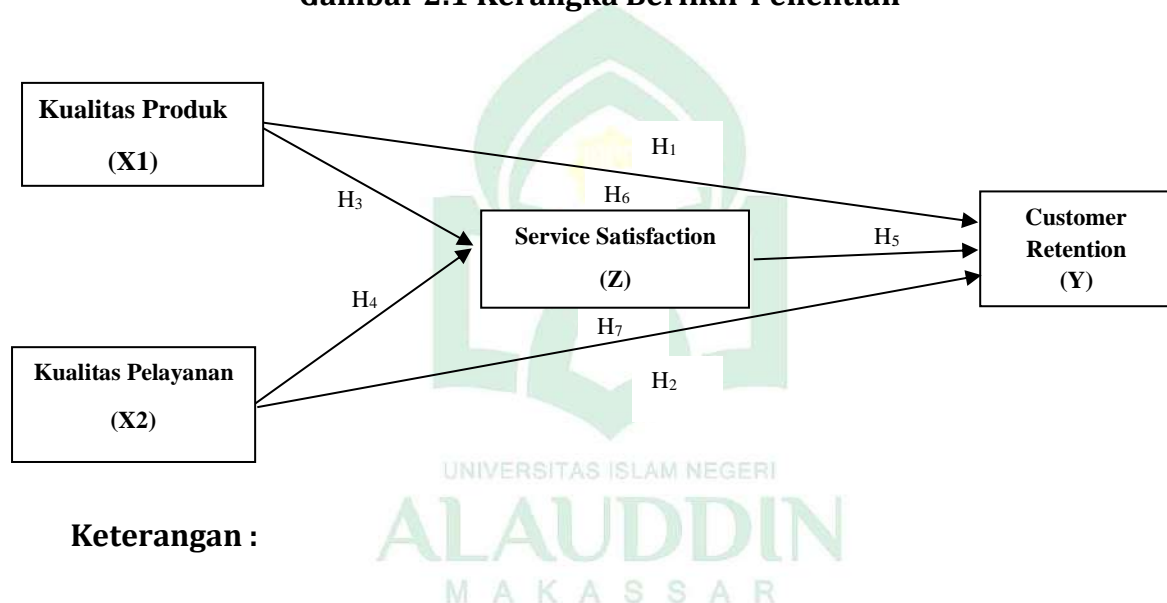 Gambar 2.1 Kerangka Berfikir Penelitian
Kualitas Produk
(X1)
H1
H3
H6
Service Satisfaction
(Z)
H5
Customer
Retention
(Y)
H4
H7
Kualitas Pelayanan
(X2)
H2
UNIVERSITAS ISLAM NEGERI
Keterangan :
ALAUDDIN
MAKASSAR